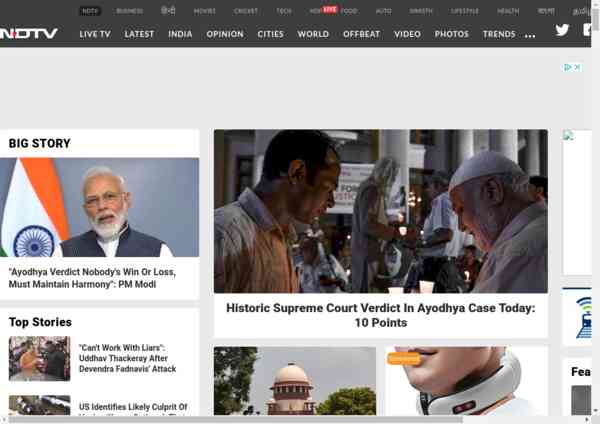 NDTV
BUSINESS
हिन्दी
MOVIES
CRICKET
TECH
LIVE
FOOD
AUTO
SWASTH
LIFESTYLE
HEALTH
বাংলা
NDTV
LIVE TV
LATEST
INDIA
OPINION
CITIES
WORLD
OFFBEAT
VIDEO
PHOTOS
TRENDS
...
BIG STORY
"Ayodhya Verdict Nobody's Win Or Loss,
Must Maintain Harmony": PM Modi
Top Stories
"Can't Work With Liars":
Uddhav Thackeray After
Devendra Fadnavis' Attack
US Identifies Likely Culprit Of
Historic Supreme Court Verdict In Ayodhya Case Today:
10 Points
Sponsored
Fea